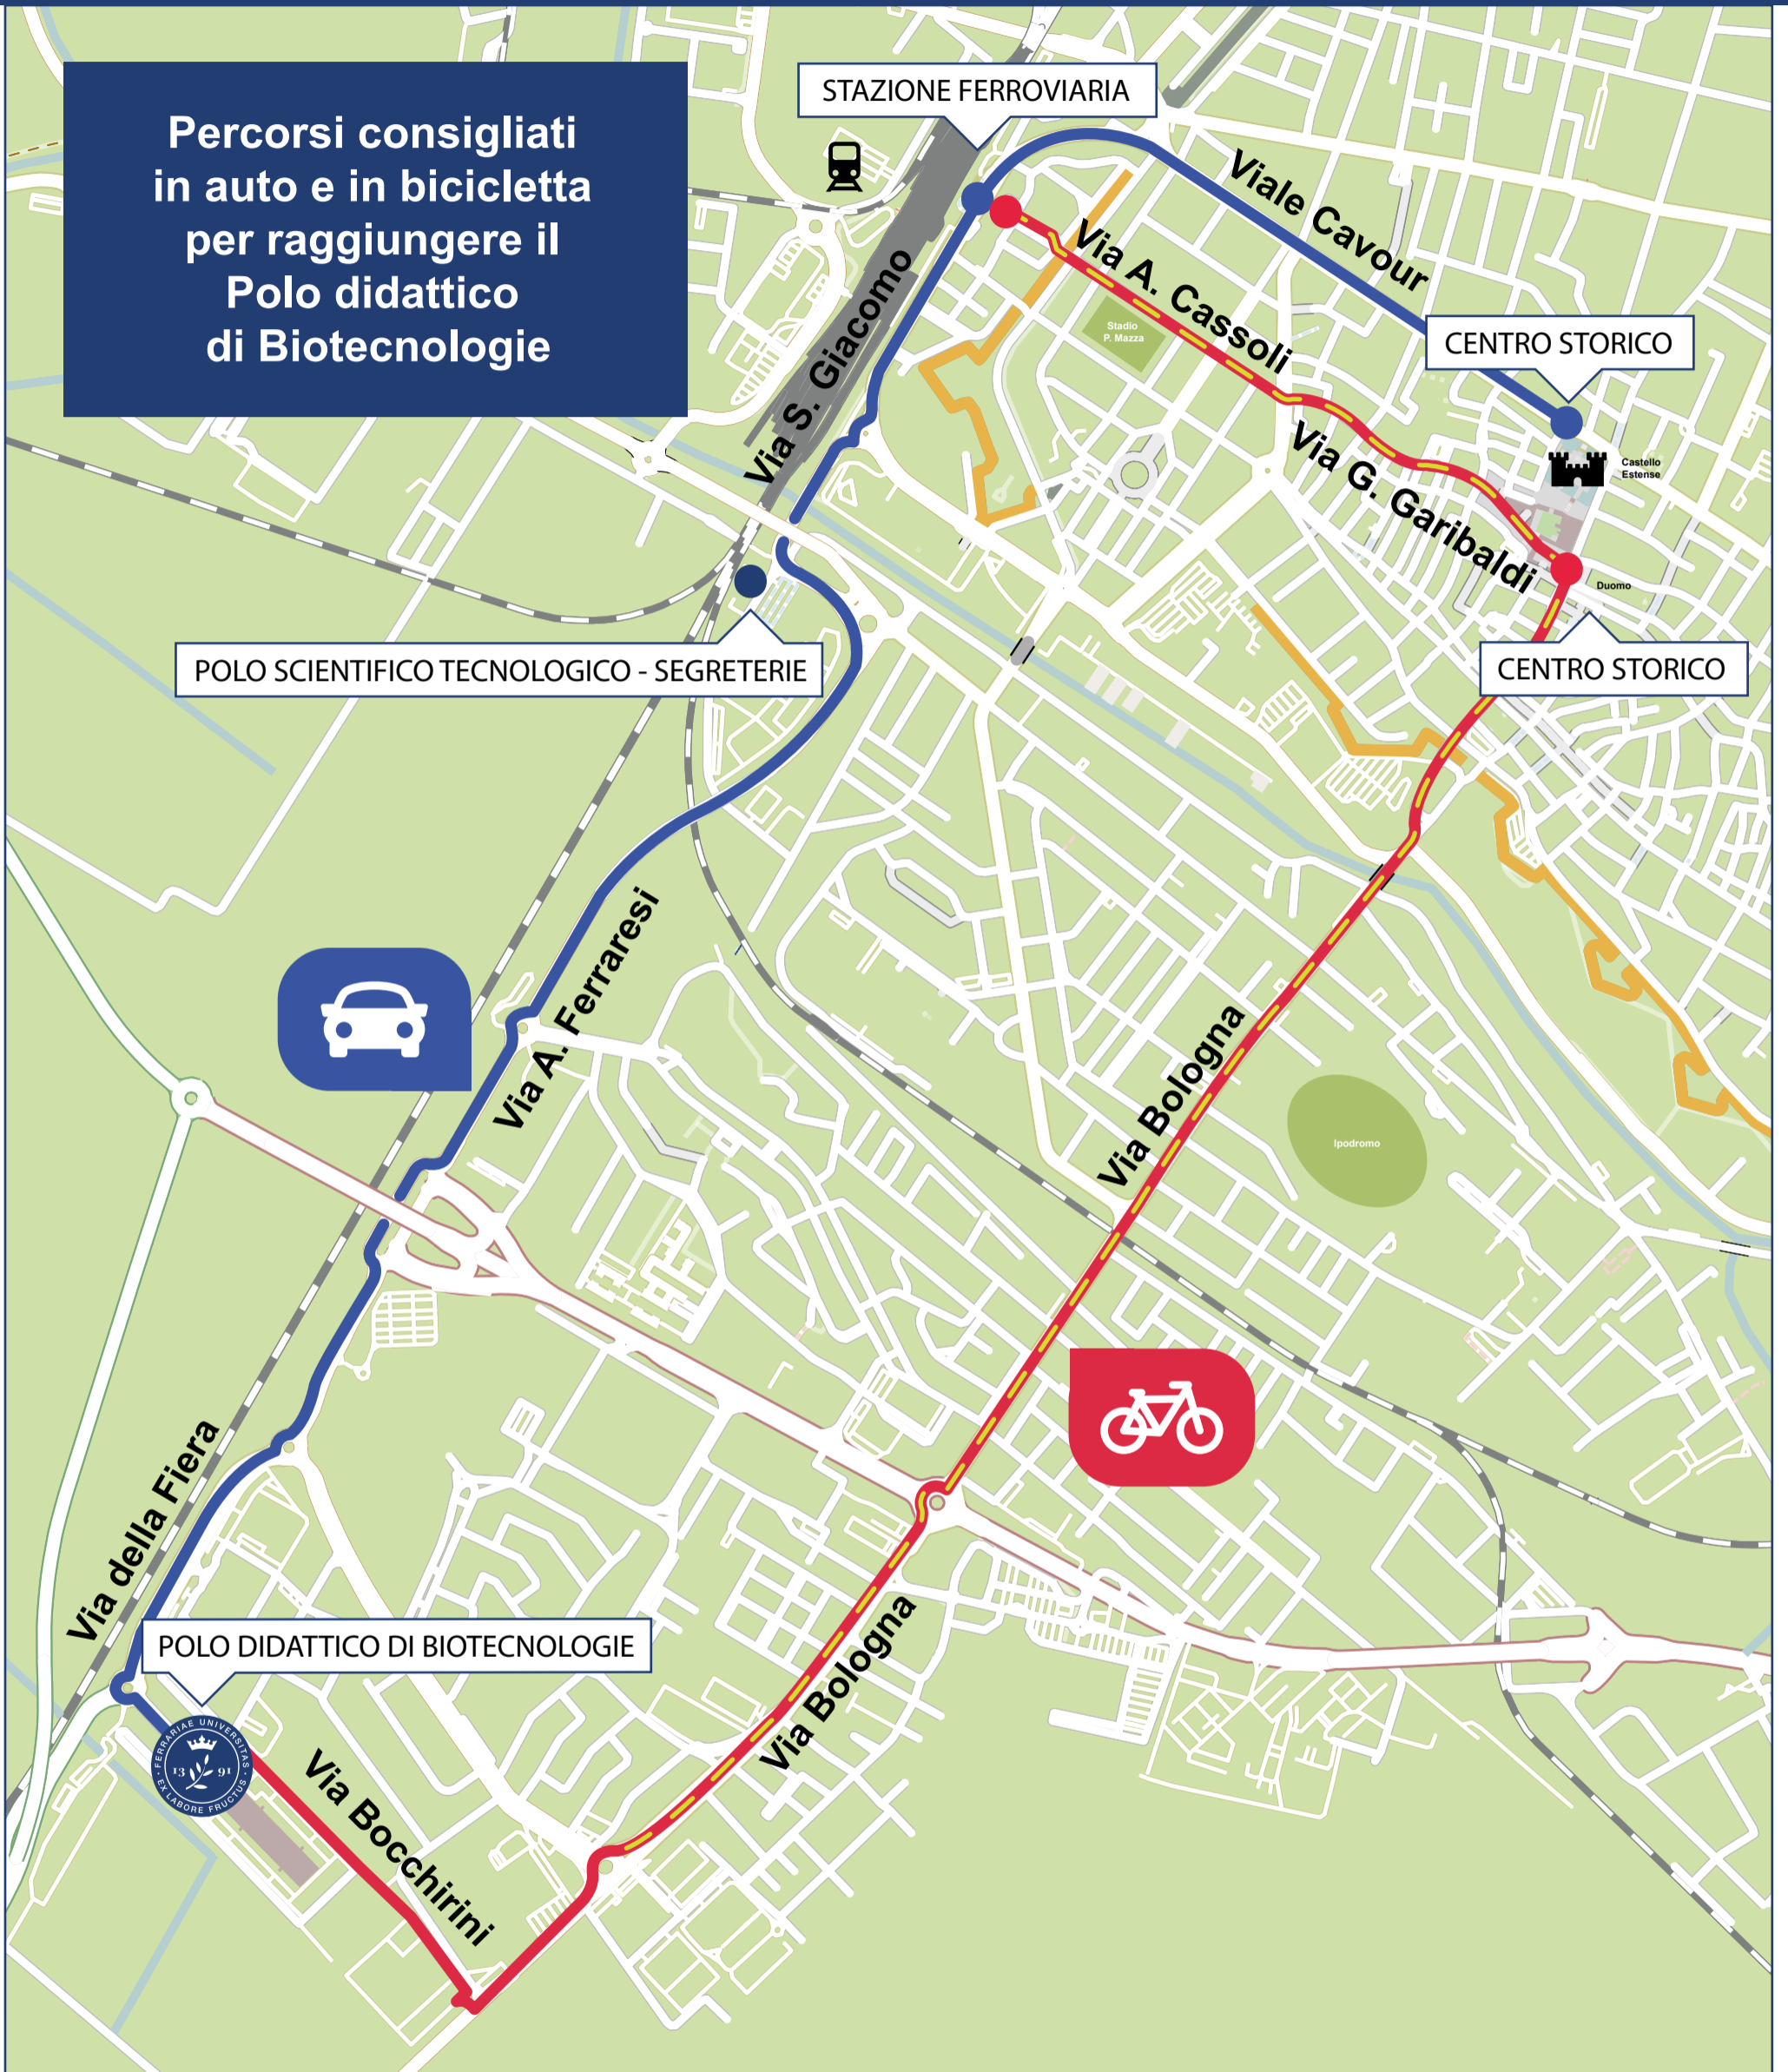 Percorsi consigliati
in auto e in bicicletta
per raggiungere il
Polo didattico
di Biotecnologie
STAZIONE FERROVIARIA
Viale Cavour
Via A. Cassoli
Via S. Giacomo
Stadio
P. Mazza
CENTRO STORICO
Via G. Garibaldi
Castello
Estense
Duomo
CENTRO STORICO
POLO SCIENTIFICO TECNOLOGICO - SEGRETERIE
Via A. Ferraresi
Via Bologna
Ipodromo
Via della Fiera
Via Bologna
POLO DIDATTICO DI BIOTECNOLOGIE
FERRARIAE UNIVERSITAS
13 91
EX LABORE FRUCTUS
Via Bocchirini